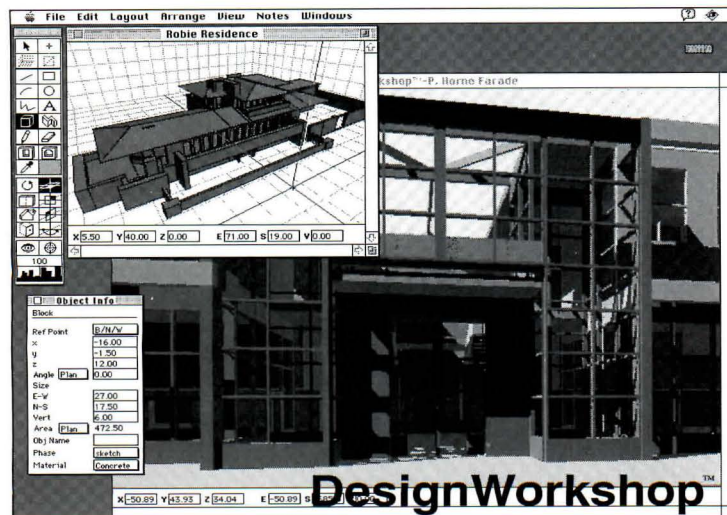 File Edit Layout Arrange View Notes Windows
Robie Residence
kshop™-P. Horne Facade
A
X 5.50 Y 40.00 Z 0.00 E 71.00 S 19.00 V 0.00
100
Object Info
Block
Ref Point B/N/W
x -16.00
y -1.50
z 12.00
Angle Plan 0.00
Size
E-W 27.00
N-S 17.50
Vert 6.00
Area Plan 472.50
Obj Name
Phase sketch
Material Concrete
X -50.89 Y 43.93 Z 34.04 E -50.89 S
DesignWorkshop™